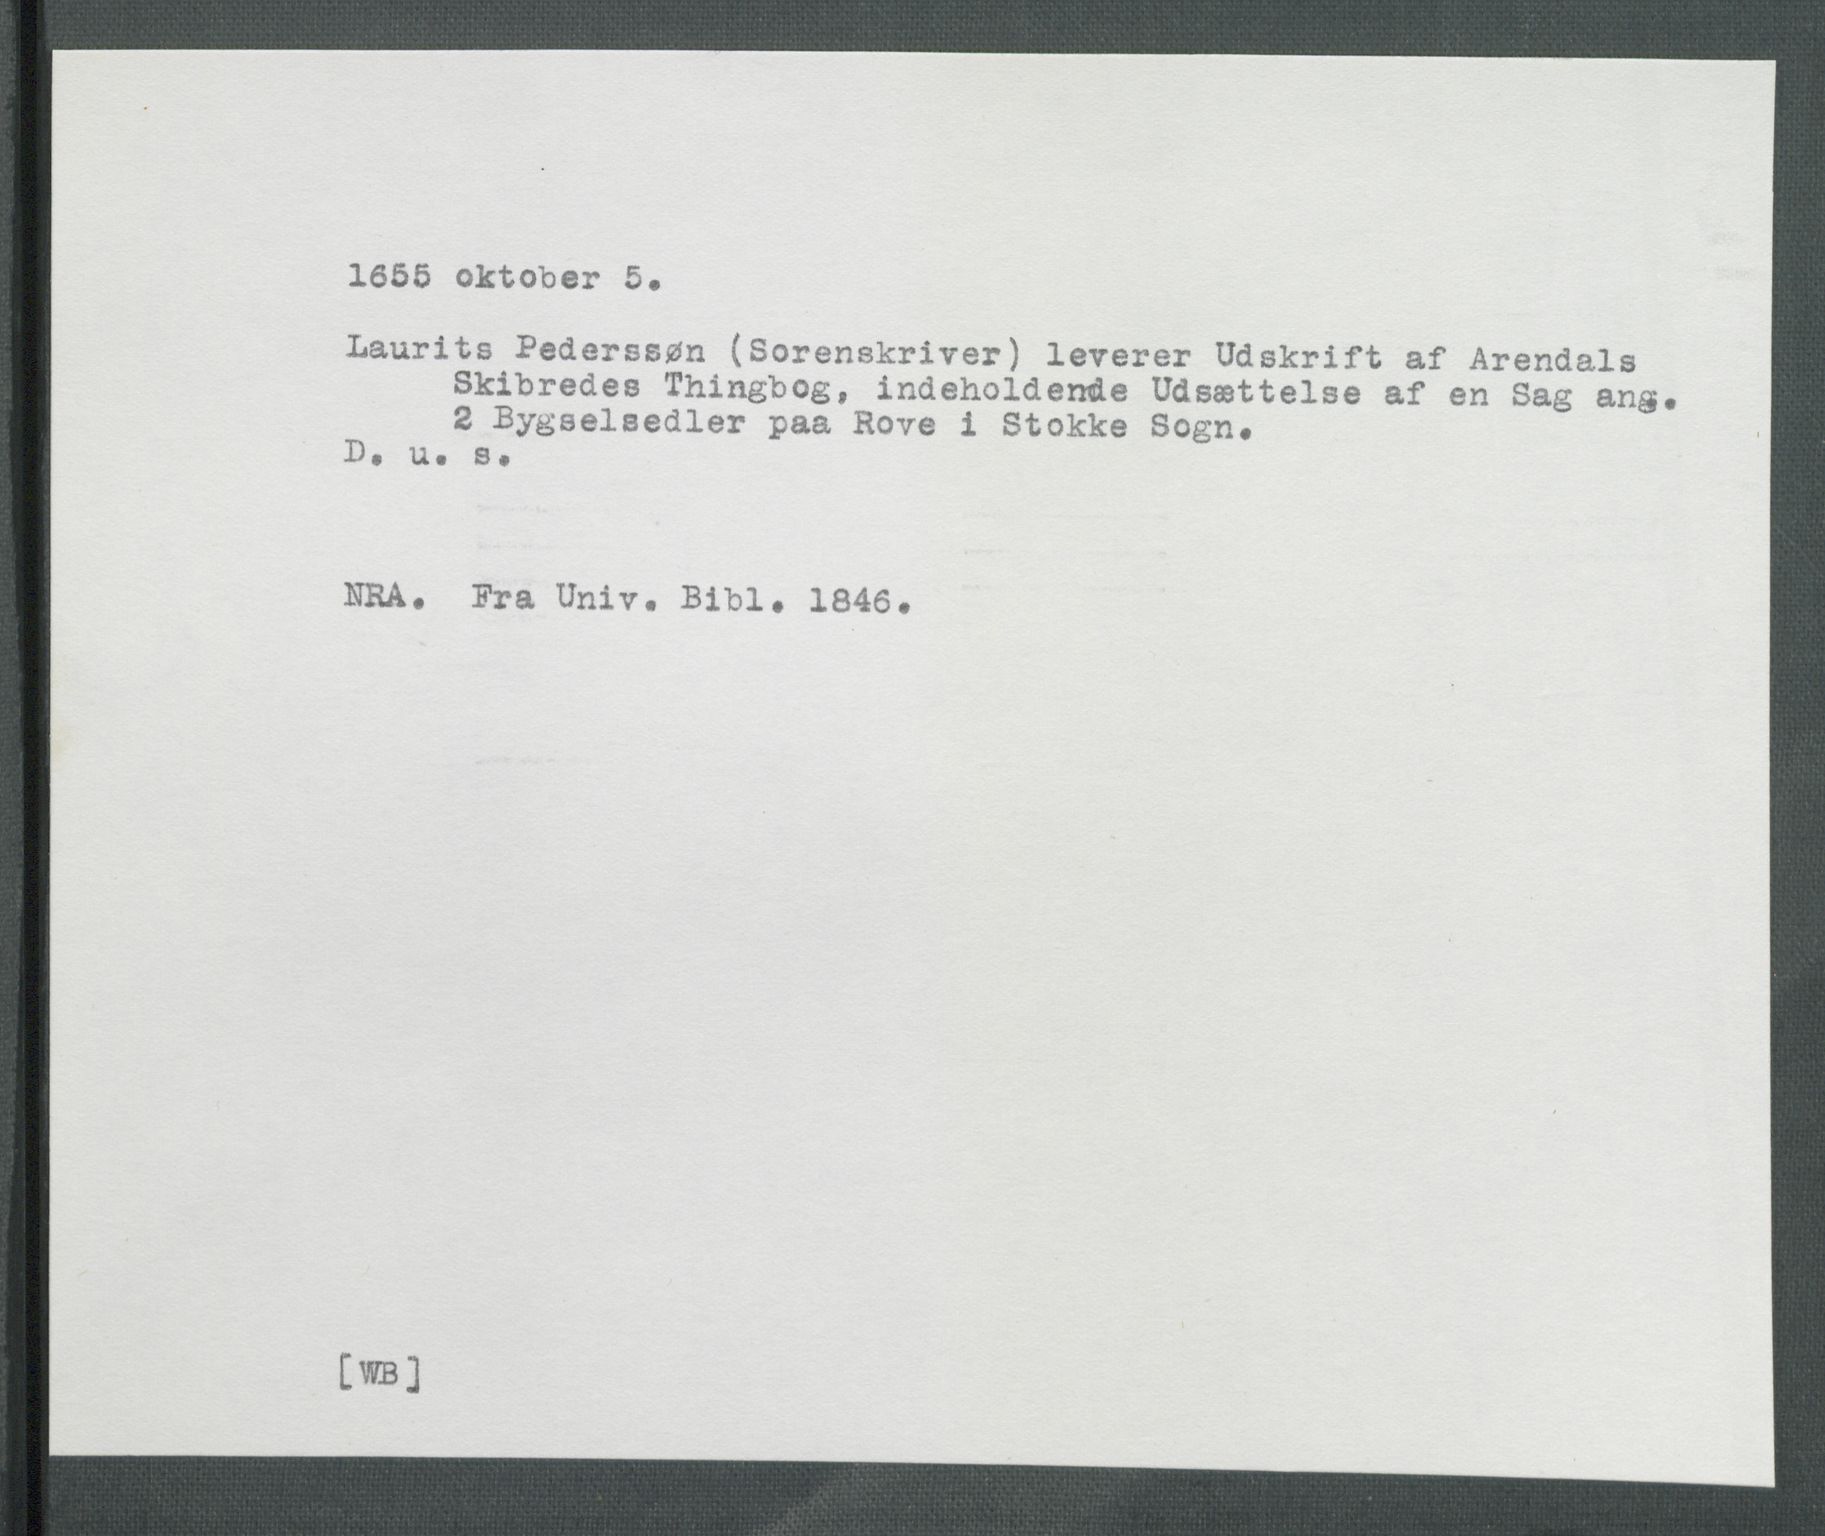 1655 oktober 5.
Laurits Pederssøn (Sorenskriver) leverer Udskrift af Arendals
Skibredes Thingbog, indeholdende Udsættelse af en Sag ang.
2 Bygselsedler paa Rove i Stokke Sogn.
D. u. s.
NRA. Fra Univ. Bibl. 1846.
[WB]